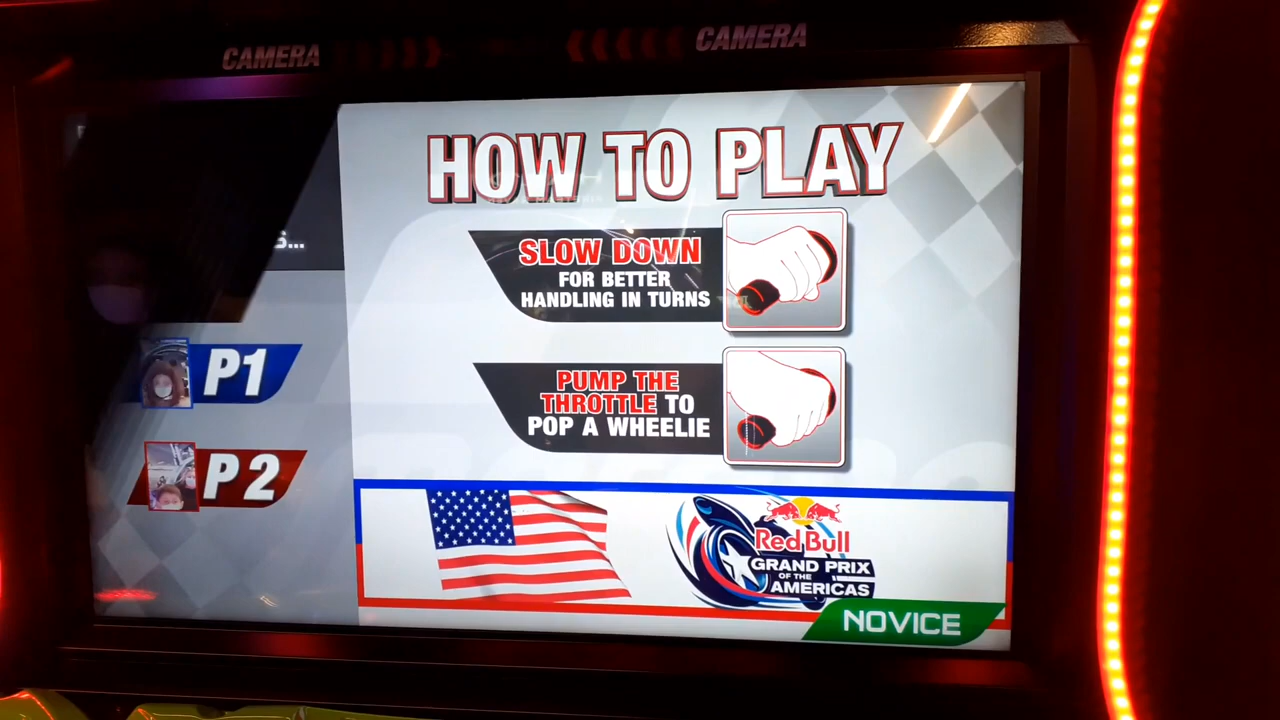 CAMERA
CAMERA
HOW TO PLAY
SLOW DOWN
FOR BETTER
HANDLING IN TURNS
PUMP THE
THROTTLE TO
POP A WHEELIE
P1
P2
Red Bull
GRAND PRIX
OF THE
AMERICAS
NOVICE